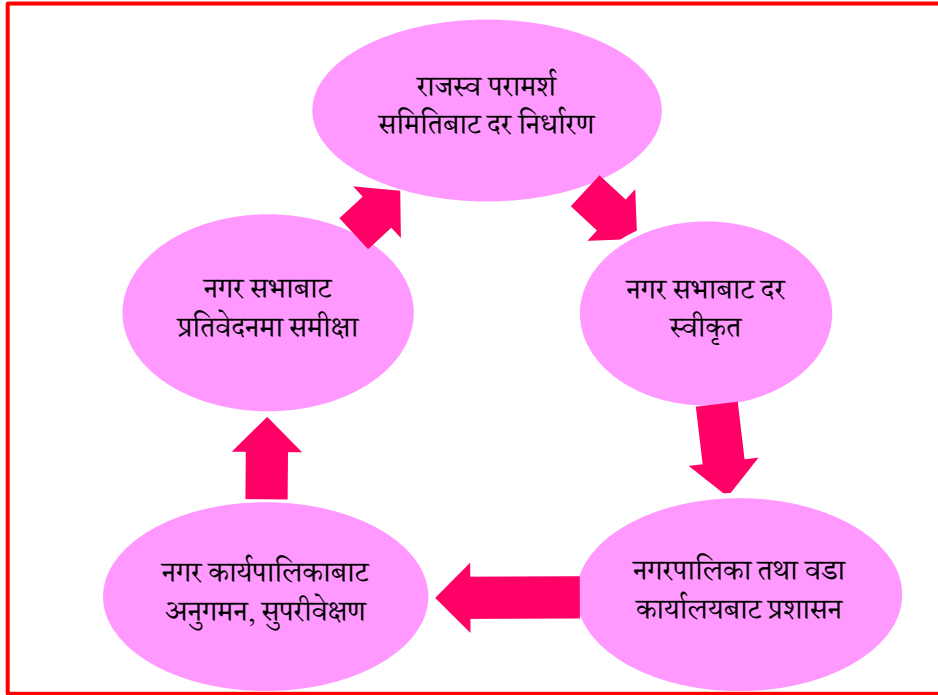 राजस्व परामर्श
समितिबाट दर निर्धारण
नगर सभाबाट दर
स्वीकृत
नगरपालिका तथा वडा
कार्यालयबाट प्रशासन
नगर कार्यपालिकाबाट
अनुगमन, सुपरीवेक्षण
नगर सभाबाट
प्रतिवेदनमा समीक्षा